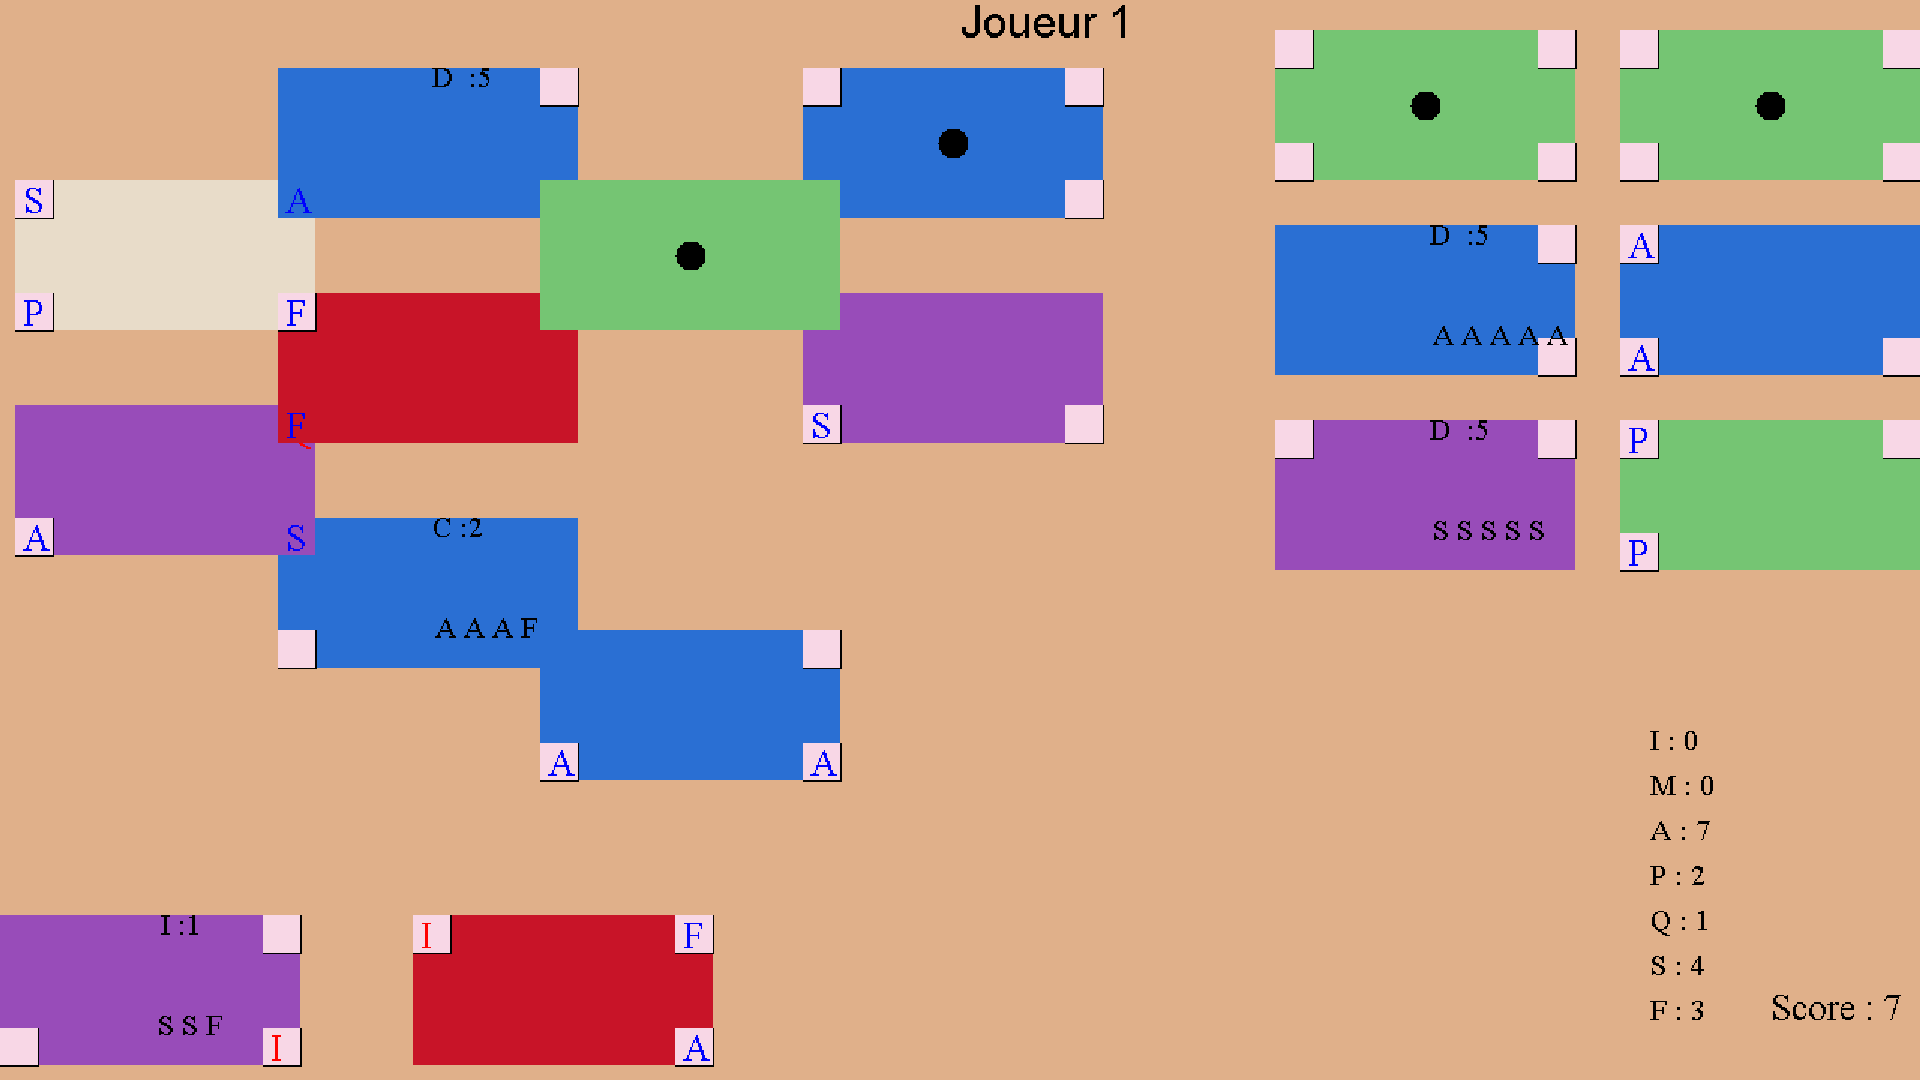 Joueur 1
D :5
S
A
P
F
F
S
A
S
C :2
A A A F
A
A
D :5
A A A A A
A
A
D :5
S S S S S
P
P
I : 0
M : 0
A : 7
P : 2
Q : 1
S : 4
F : 3
Score : 7
I :1
S S F
I
I
F
A